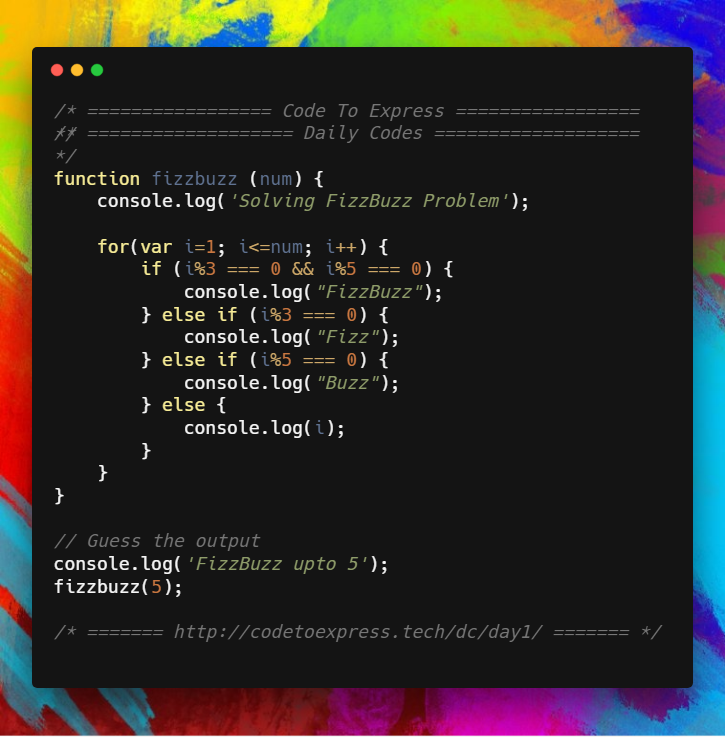 /* ================= Code To Express =================
** =================== Daily Codes ===================
*/
function fizzbuzz (num) {
    console.log('Solving FizzBuzz Problem');

    for(var i=1; i<=num; i++) {
        if (i%3 === 0 && i%5 === 0) {
            console.log("FizzBuzz");
        } else if (i%3 === 0) {
            console.log("Fizz");
        } else if (i%5 === 0) {
            console.log("Buzz");
        } else {
            console.log(i);
        }
    }
}

// Guess the output
console.log('FizzBuzz upto 5');
fizzbuzz(5);

/* ======= http://codetoexpress.tech/dc/day1/ ======= */